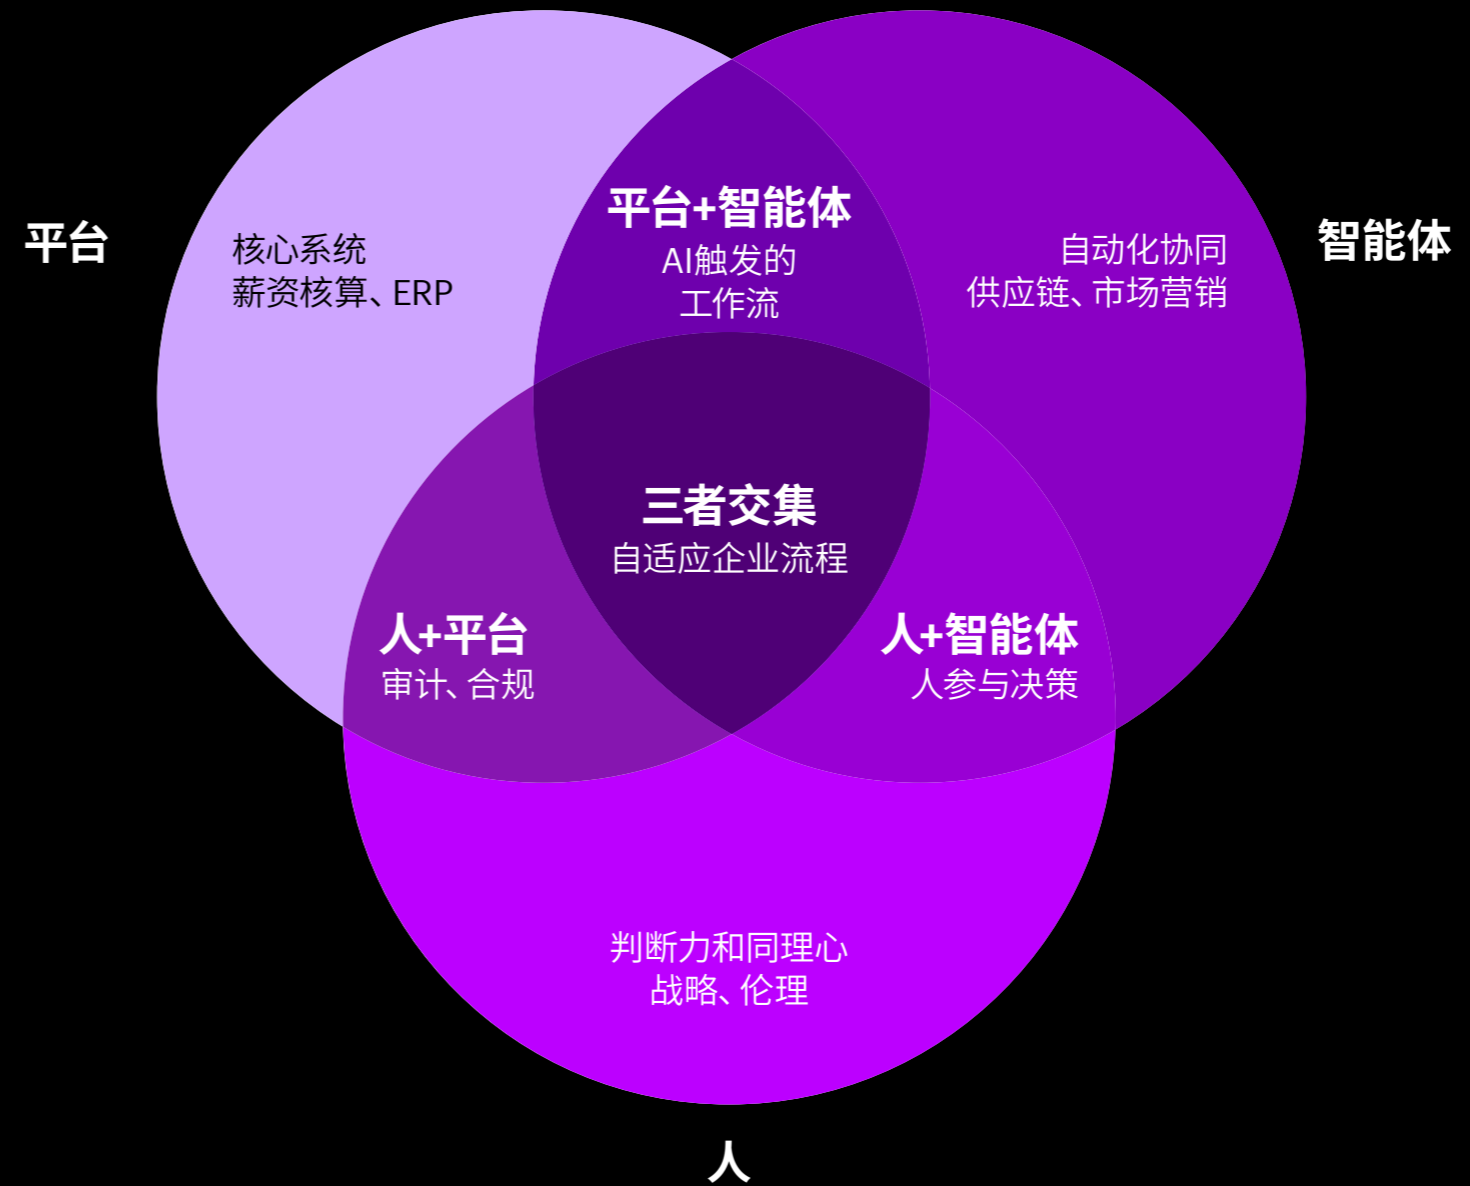 平台
核心系统
薪资核算、ERP
平台+智能体
AI触发的
工作流
自动化协同
供应链、市场营销
智能体
三者交集
自适应企业流程
人+平台
审计、合规
人+智能体
人参与决策
判断力和同理心
战略、伦理
人